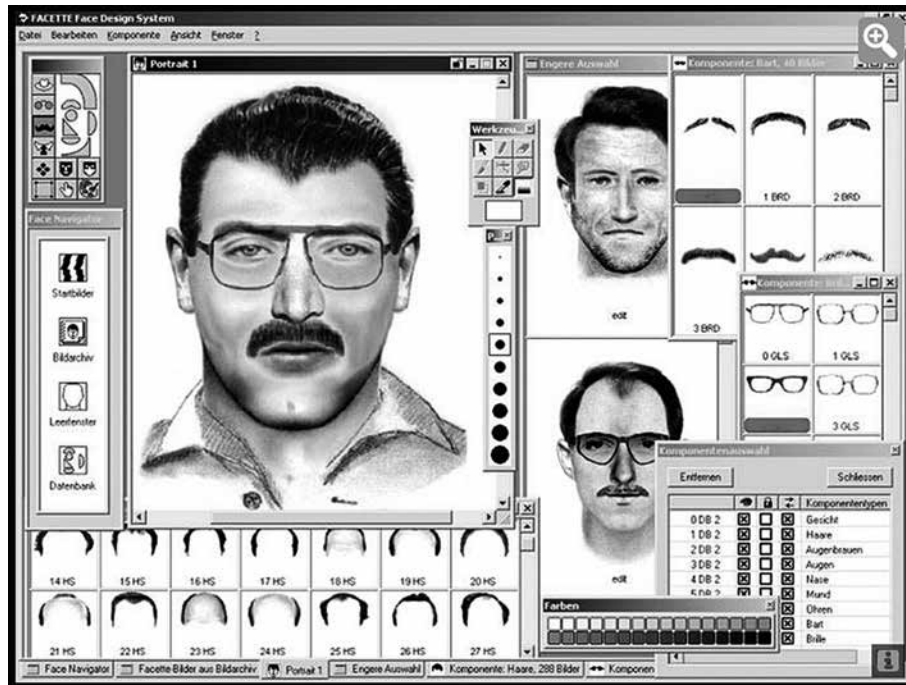 FACETTE Face Design System
Datei Bearbeiten Komponente Ansicht Fenster ?
Portrait 1
Engere Auswahl
Komponente: Bart, 40 Bilder
Werkzeu...
1 BRD
2 BRD
3 BRD
Face Navigator
Startbilder
Bildarchiv
Leerfenster
Datenbank
P...
edit
Komponente: Bril
0 GLS
1 GLS
3 GLS
edit
Komponentenauswahl
Entfernen
Schliessen
Komponententypen
0 DB 2 Gesicht
1 DB 2 Haare
2 DB 2 Augenbrauen
3 DB 2 Augen
4 DB 2 Nase
5 DB 2 Mund
Ohren
Bart
Brille
14 HS 15 HS 16 HS 17 HS 18 HS 19 HS 20 HS
21 HS 22 HS 23 HS 24 HS 25 HS 26 HS 27 HS
Farben
Face Navigator Facette-Bilder aus Bildarchiv Portrait 1 Engere Auswahl Komponente: Haare, 288 Bilder Komponen